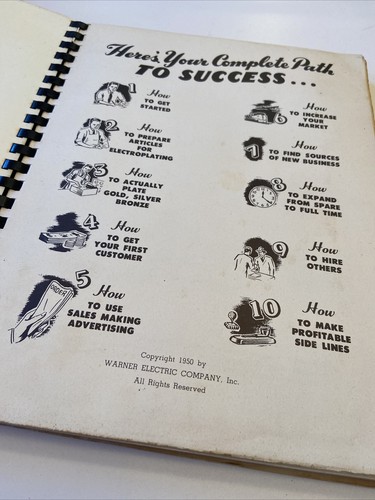 Here's Your Complete Path
TO SUCCESS...
1 How
TO GET
STARTED
2 How
TO PREPARE
ARTICLES
FOR
ELECTROPLATING
3 How
TO ACTUALLY
PLATE
GOLD, SILVER
BRONZE
4 How
TO GET
YOUR FIRST
CUSTOMER
5 How
TO USE
SALES MAKING
ADVERTISING
ORDER
6 How
TO INCREASE
YOUR
MARKET
7 How
TO FIND SOURCES
OF NEW BUSINESS
8 How
TO EXPAND
FROM SPARE
TO FULL TIME
9 How
TO HIRE
OTHERS
10 How
TO MAKE
PROFITABLE
SIDE LINES
Copyright 1950 by
WARNER ELECTRIC COMPANY, Inc.
All Rights Reserved